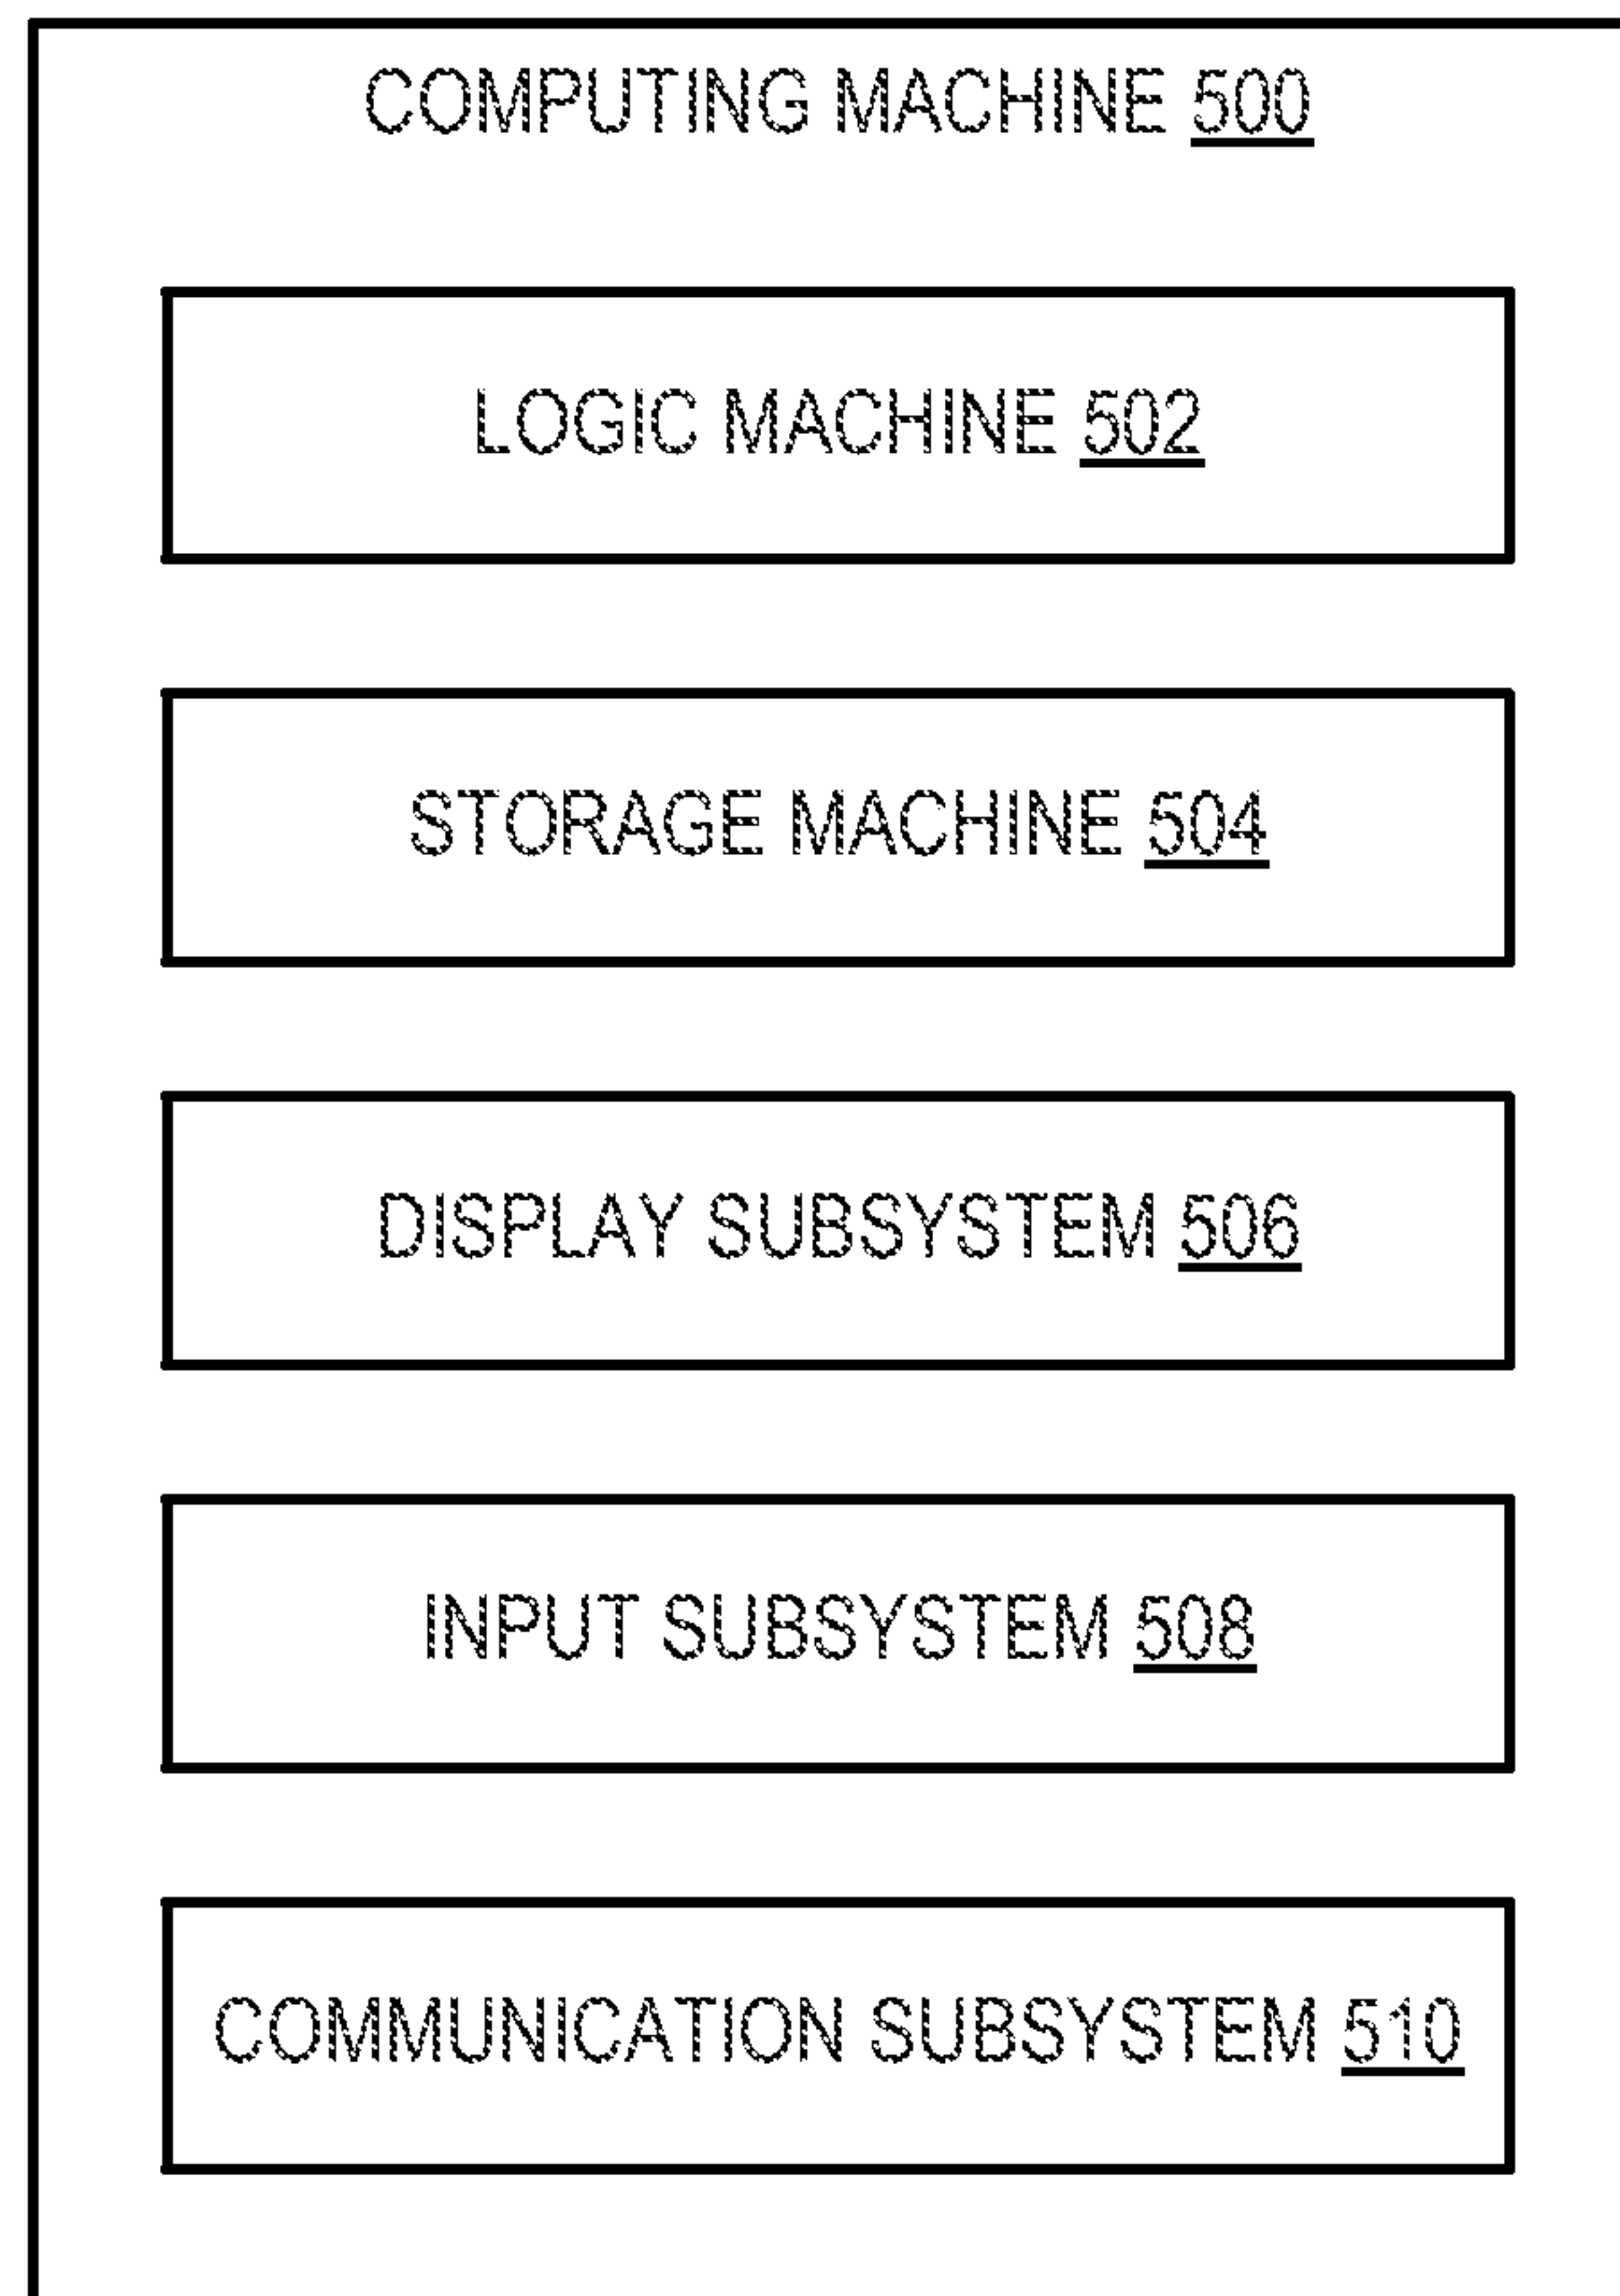 COMPUTING MACHINE 500
LOGIC MACHINE 502
STORAGE MACHINE 504
DISPLAY SUBSYSTEM 506
INPUT SUBSYSTEM 508
COMMUNICATION SUBSYSTEM 510